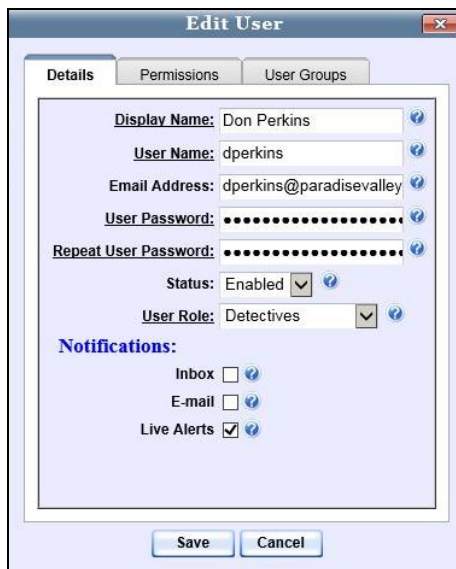 Edit User
Details Permissions User Groups
Display Name: Don Perkins
User Name: dperkins
Email Address: dperkins@paradisevalley
User Password: ••••••••••••••••••••
Repeat User Password: ••••••••••••••••••••
Status: Enabled
User Role: Detectives
Notifications:
Inbox
E-mail
Live Alerts
Save Cancel